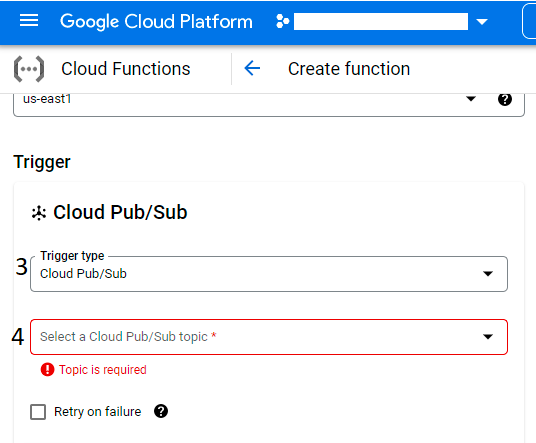 Google Cloud Platform
Cloud Functions Create function
us-east1 ?
Trigger
Cloud Pub/Sub
3 Trigger type
Cloud Pub/Sub
4 Select a Cloud Pub/Sub topic *
! Topic is required
Retry on failure ?